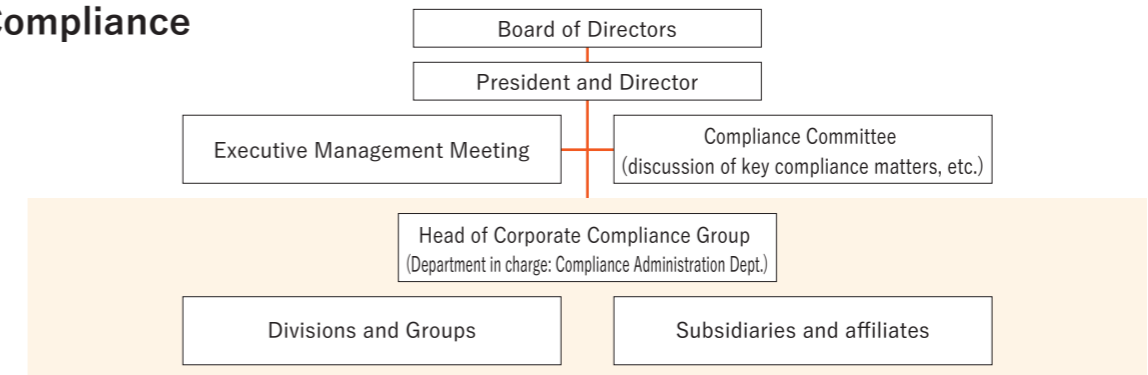 Compliance
Board of Directors
President and Director
Executive Management Meeting
Compliance Committee
(discussion of key compliance matters, etc.)
Head of Corporate Compliance Group
(Department in charge: Compliance Administration Dept.)
Divisions and Groups
Subsidiaries and affiliates